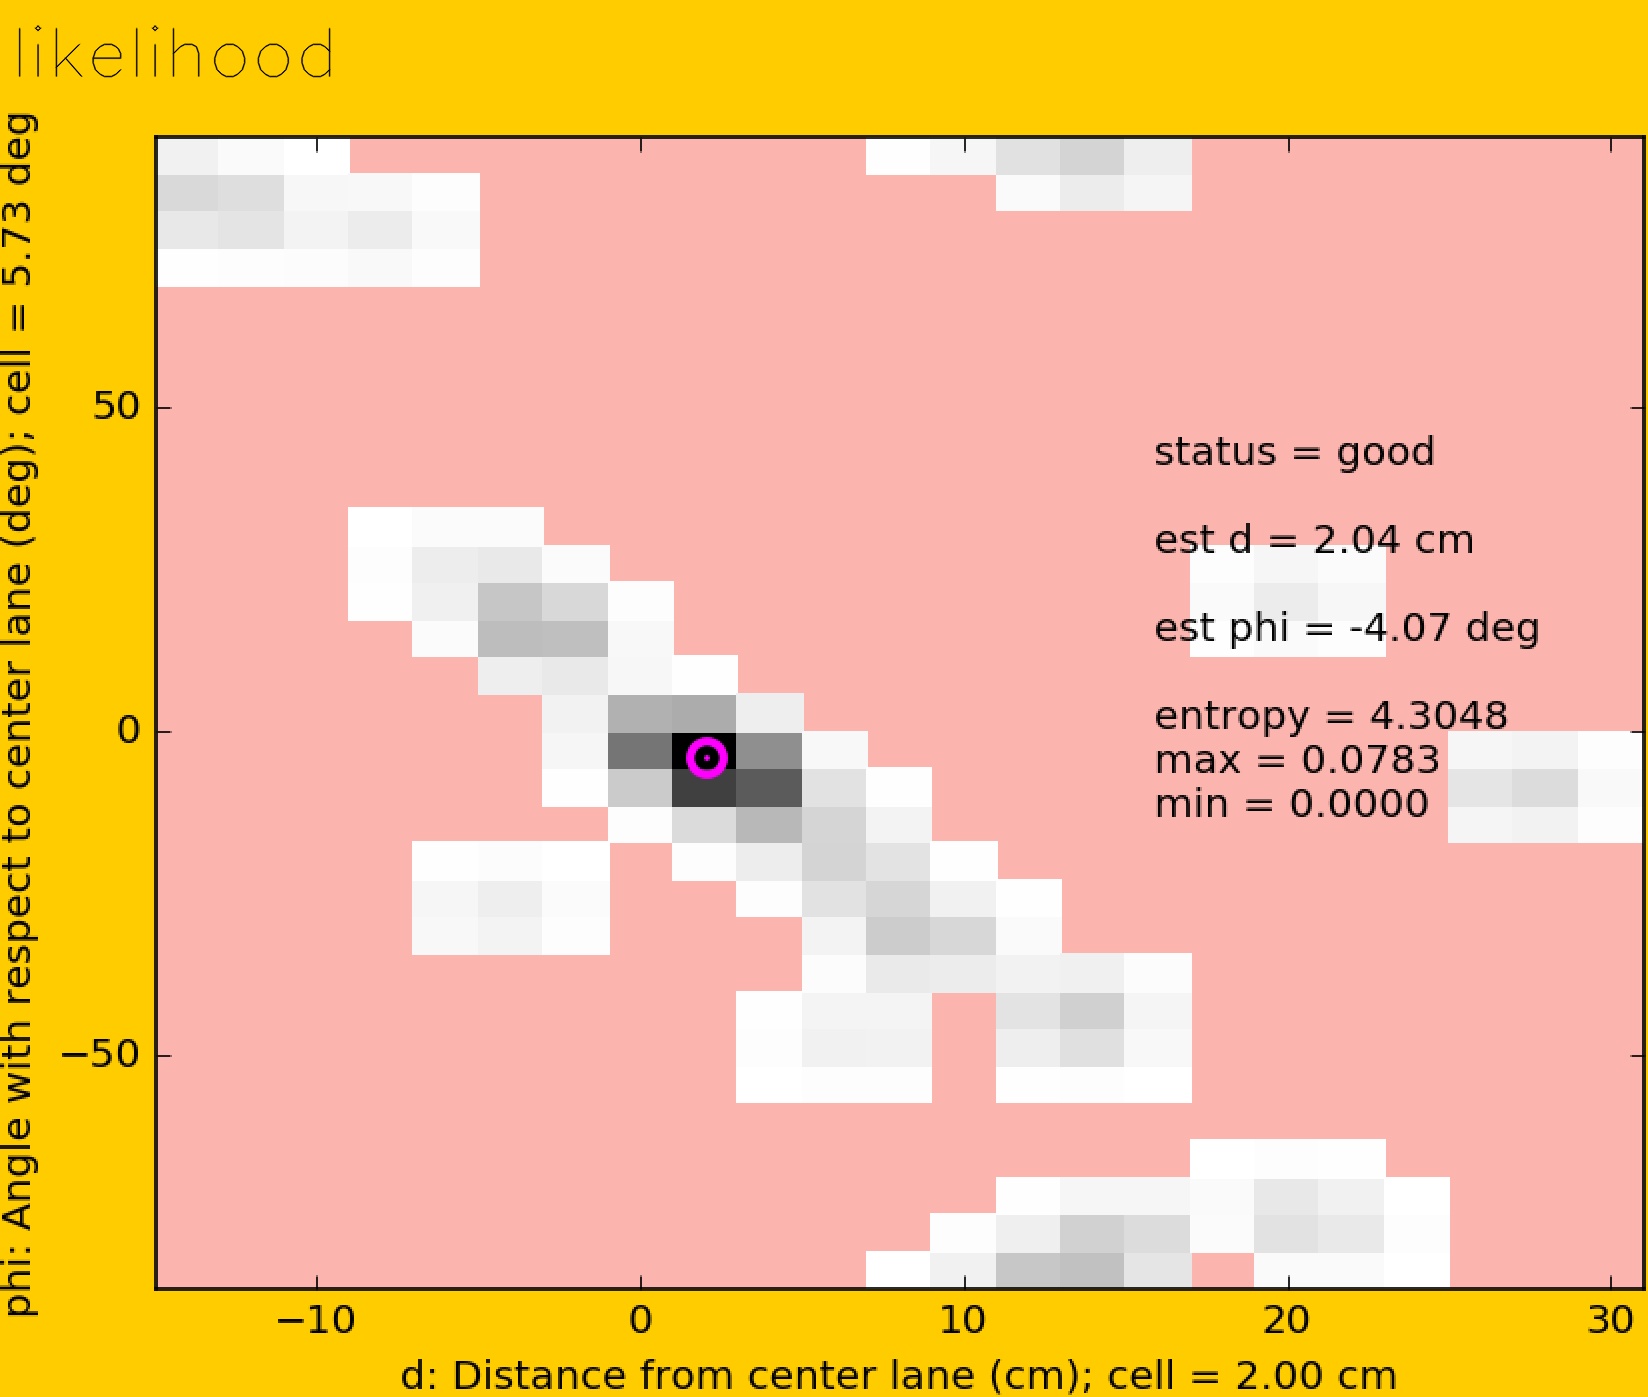 likelihood
phi: Angle with respect to center lane (deg); cell = 5.73 deg
50
0
−50
status = good
est d = 2.04 cm
est phi = -4.07 deg
entropy = 4.3048
max = 0.0783
min = 0.0000
−10 0 10 20 30
d: Distance from center lane (cm); cell = 2.00 cm